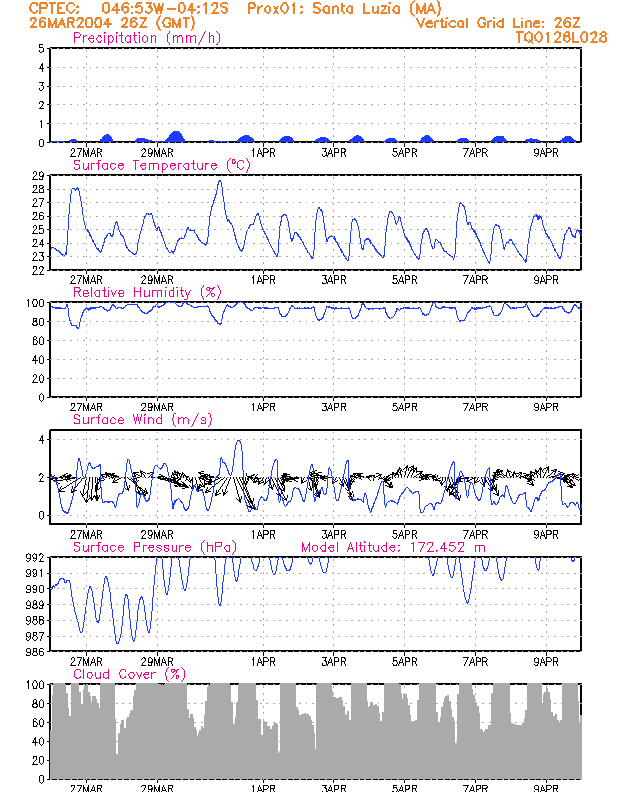 CPTEC:   046:53W-04:12S   Prox01: Santa Luzia (MA)
26MAR2004 26Z (GMT)   Vertical Grid Line: 26Z
Precipitation (mm/h)   TQ0126L028
5
4
3
2
1
0
27MAR 29MAR 1APR 3APR 5APR 7APR 9APR
Surface Temperature (ºC)
29
28
27
26
25
24
23
22
27MAR 29MAR 1APR 3APR 5APR 7APR 9APR
Relative Humidity (%)
100
80
60
40
20
0
27MAR 29MAR 1APR 3APR 5APR 7APR 9APR
Surface Wind (m/s)
4
2
0
27MAR 29MAR 1APR 3APR 5APR 7APR 9APR
Surface Pressure (hPa)   Model Altitude: 172.452 m
992
991
990
989
988
987
986
27MAR 29MAR 1APR 3APR 5APR 7APR 9APR
Cloud Cover (%)
100
80
60
40
20
0
27MAR 29MAR 1APR 3APR 5APR 7APR 9APR